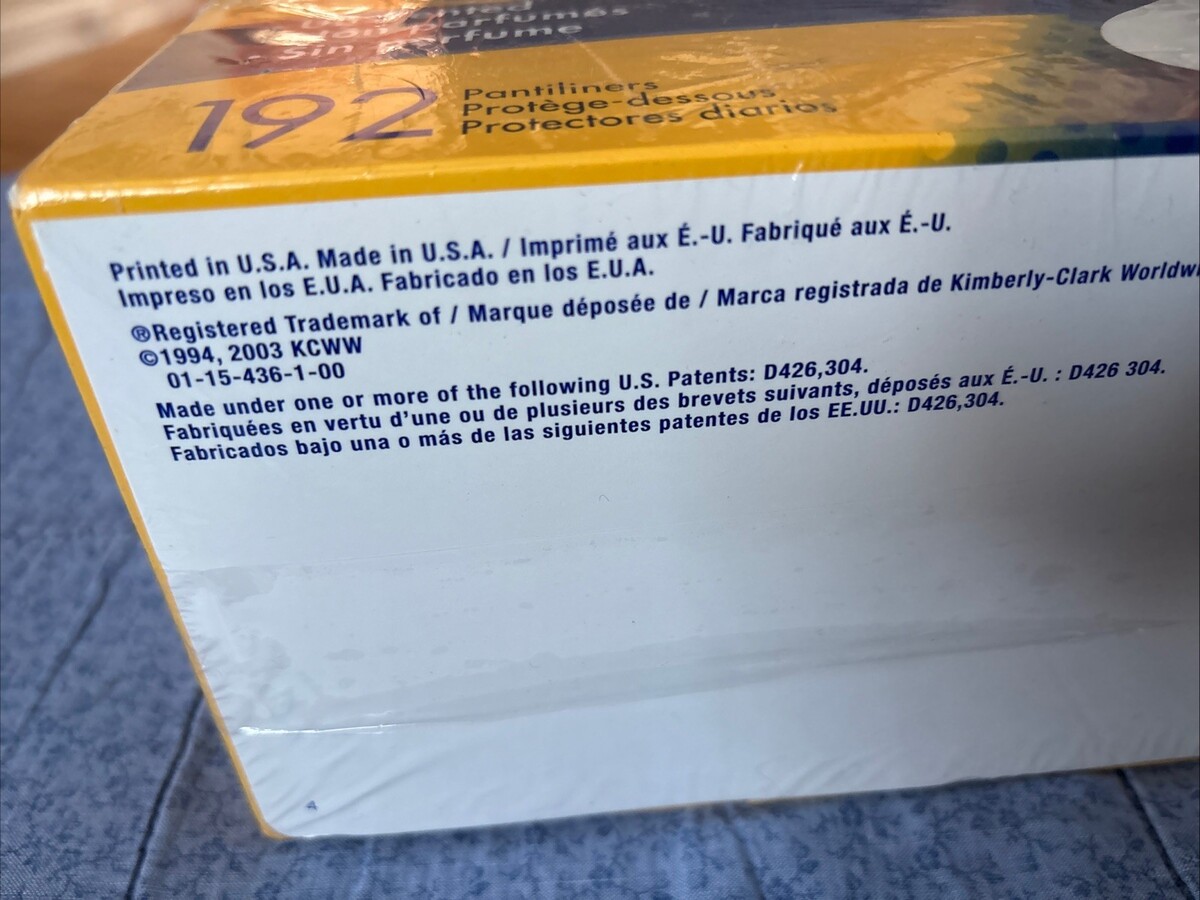 Non Parfumés
Sin Perfume
192
Pantiliners
Protège-dessous
Protectores diarios
Printed in U.S.A. Made in U.S.A. / Imprimé aux É.-U. Fabriqué aux É.-U.
Impreso en los E.U.A. Fabricado en los E.U.A.
®Registered Trademark of / Marque déposée de / Marca registrada de Kimberly-Clark
©1994, 2003 KCWW
01-15-436-1-00
Made under one or more of the following U.S. Patents: D426,304.
Fabriquées en vertu d'une ou de plusieurs des brevets suivants, déposés aux É.-U. : D426 304.
Fabricados bajo una o más de las siguientes patentes de los EE.UU.: D426,304.